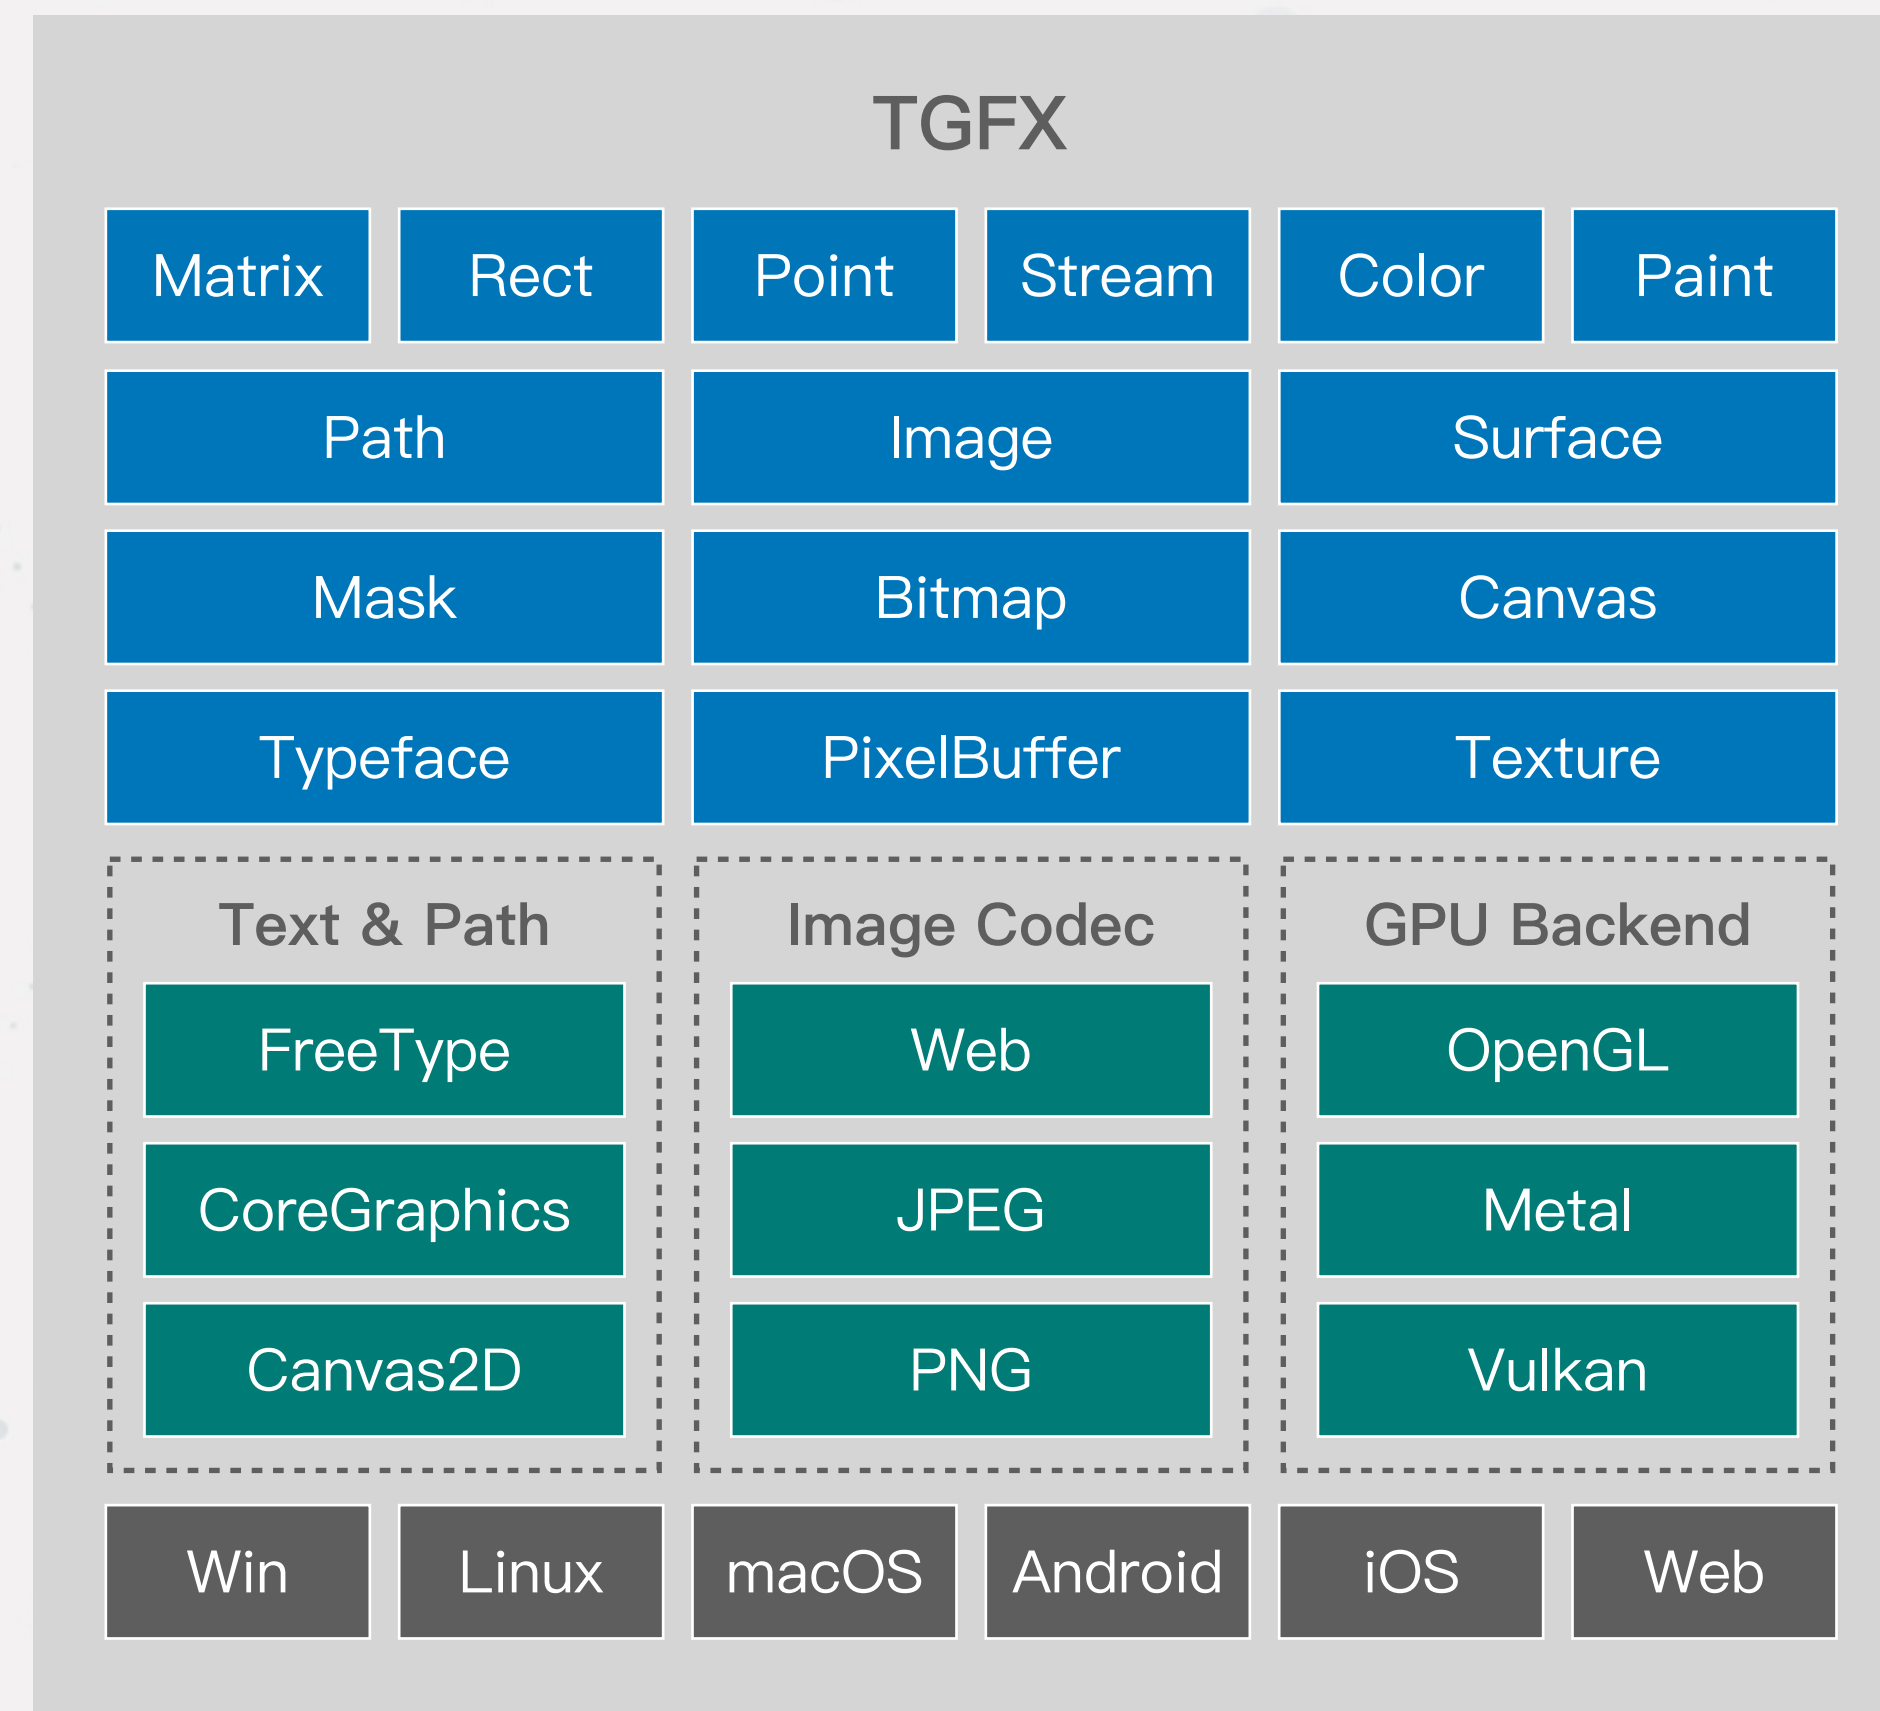 TGFX
Matrix Rect Point Stream Color Paint
Path Image Surface
Mask Bitmap Canvas
Typeface PixelBuffer Texture
Text & Path Image Codec GPU Backend
FreeType Web OpenGL
CoreGraphics JPEG Metal
Canvas2D PNG Vulkan
Win Linux macOS Android iOS Web